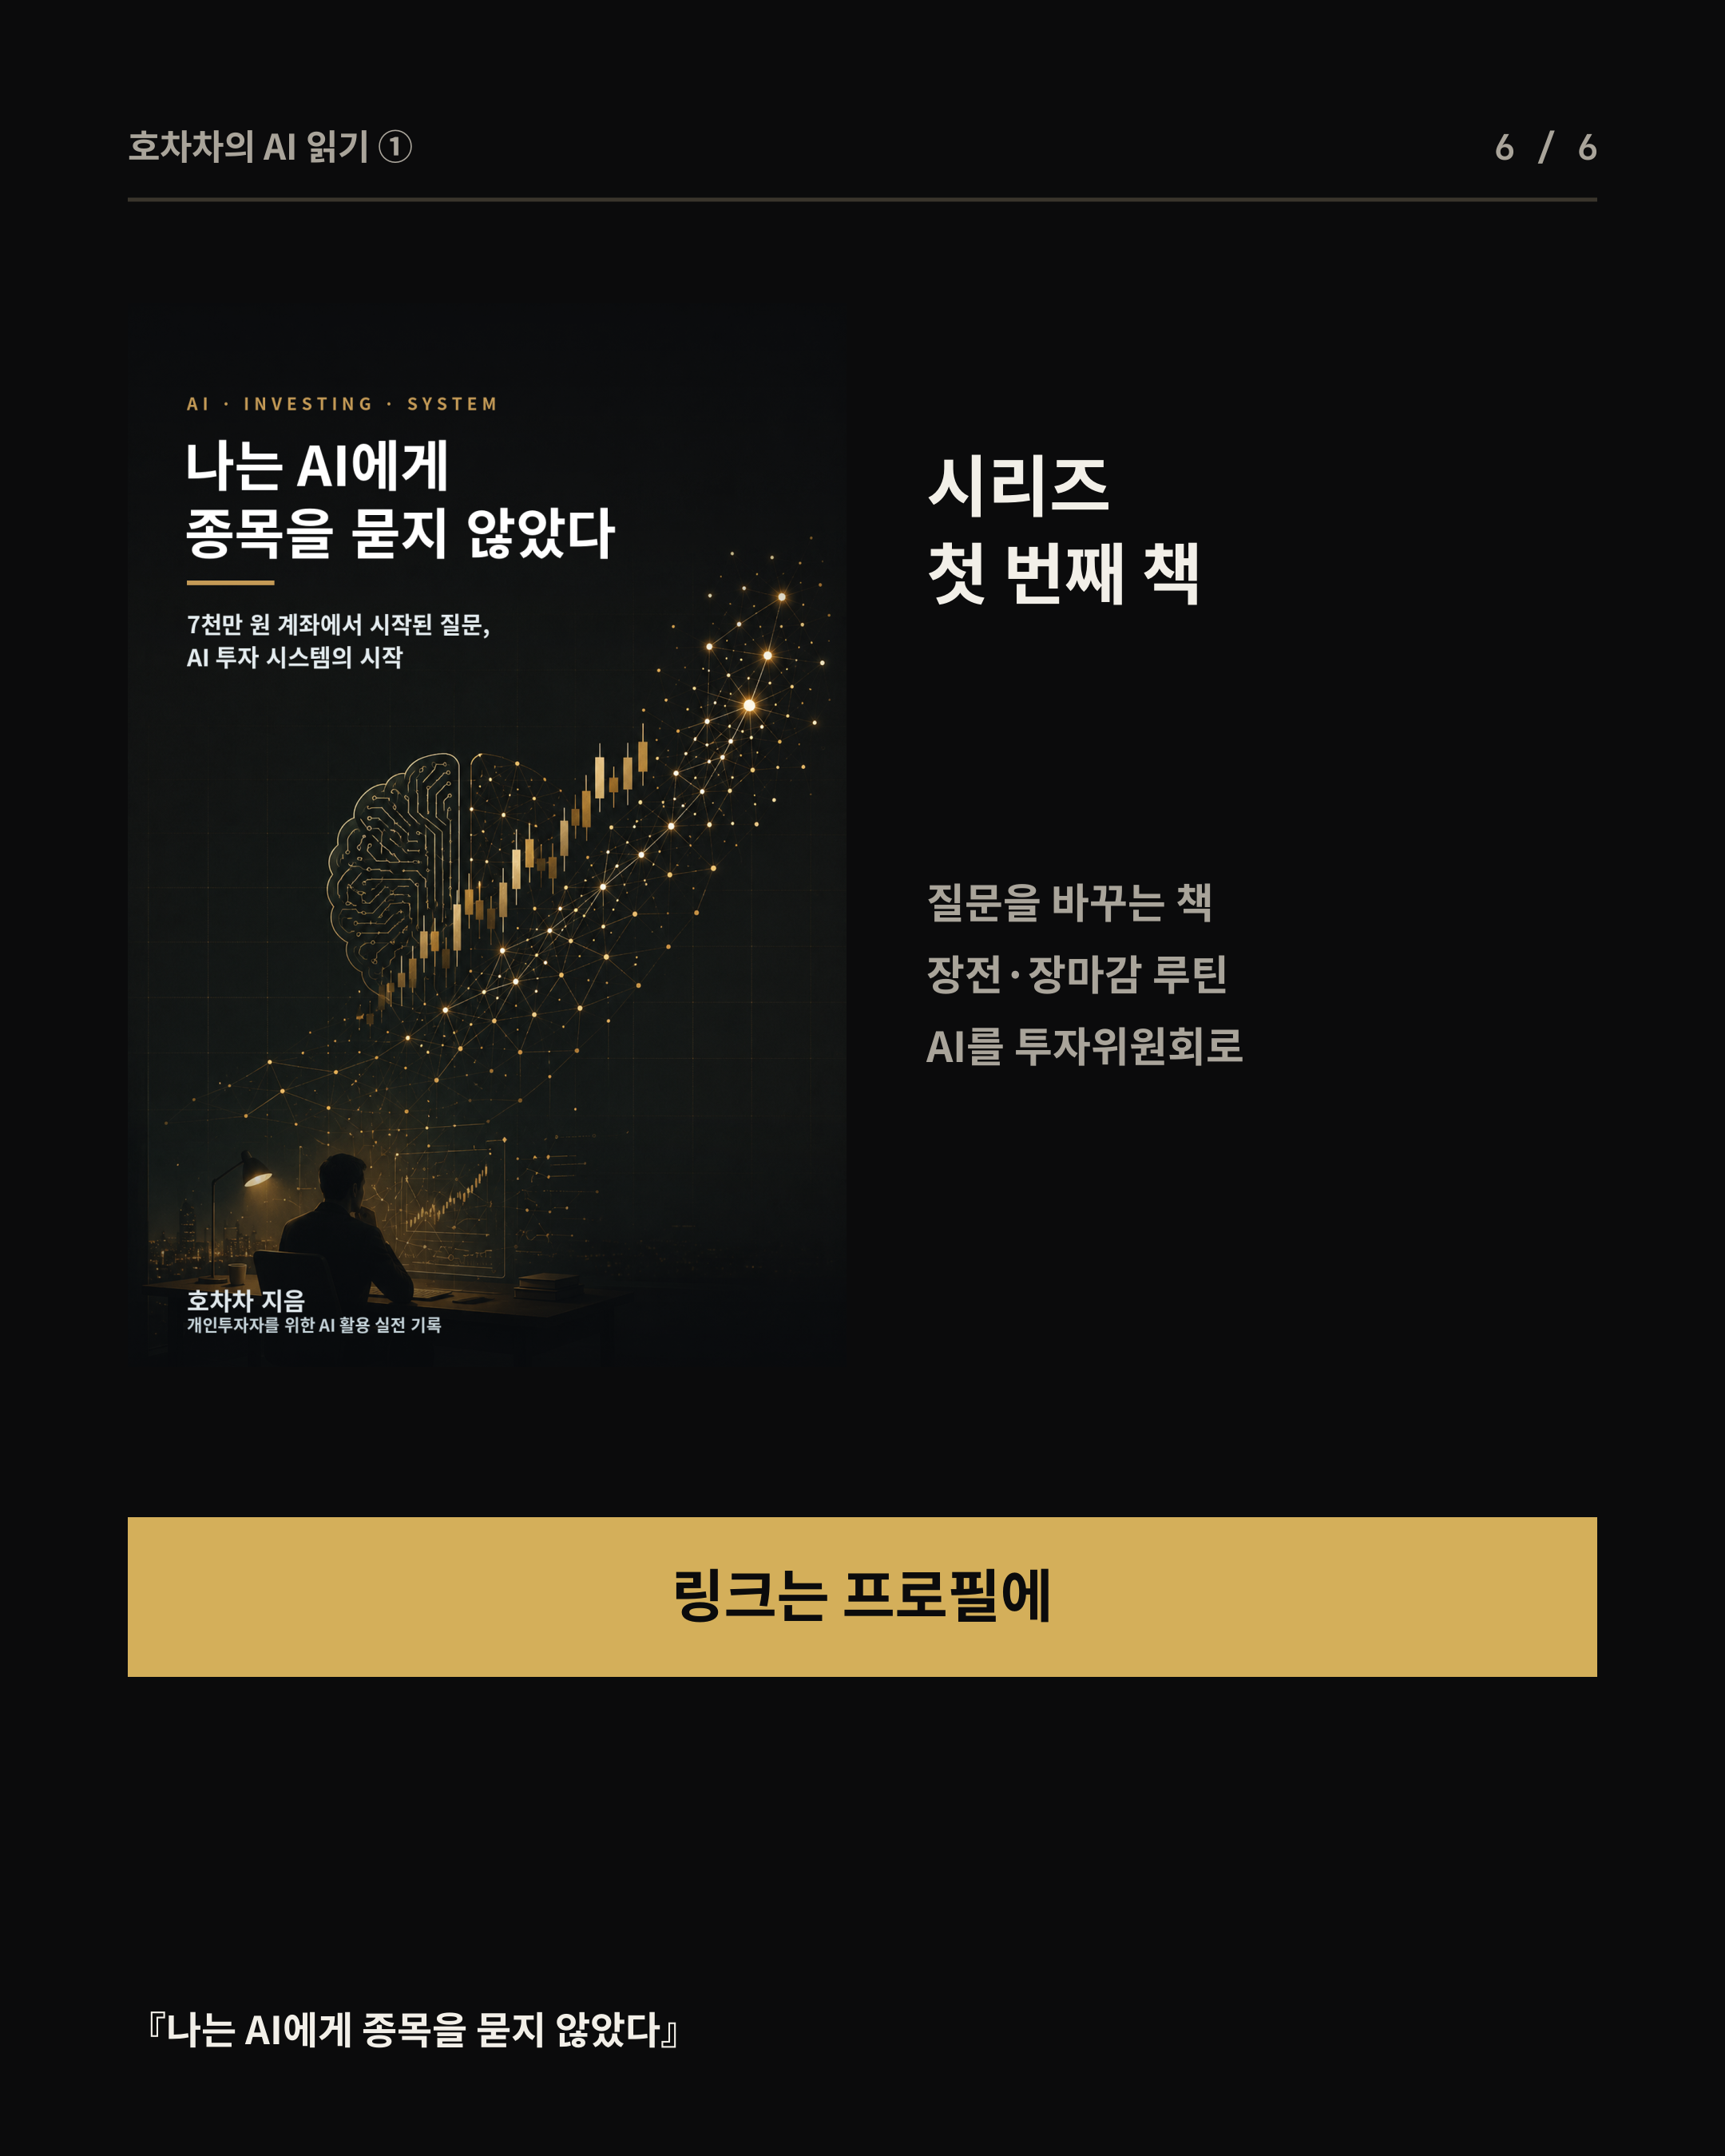 호차차의 AI 읽기 ①
6 / 6
AI · INVESTING · SYSTEM
나는 AI에게
종목을 묻지 않았다
7천만 원 계좌에서 시작된 질문,
AI 투자 시스템의 시작
호차차 지음
개인투자자를 위한 AI 활용 실전 기록
시리즈
첫 번째 책
질문을 바꾸는 책
장전·장마감 루틴
AI를 투자위원회로
링크는 프로필에
『나는 AI에게 종목을 묻지 않았다』